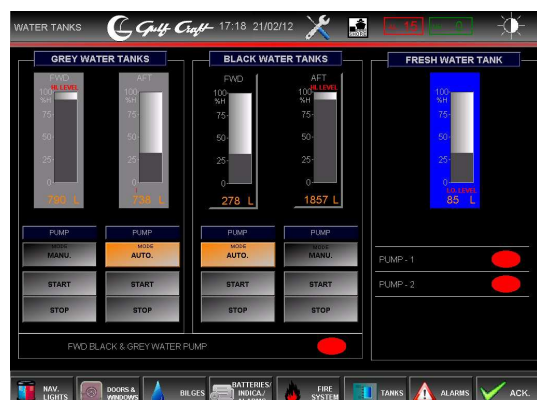 WATER TANKS
Gulf Craft
17:18 21/02/12
SHORE
15
0
GREY WATER TANKS
BLACK WATER TANKS
FRESH WATER TANK
FWD
AFT
FWD
AFT
HI.LEVEL
HI.LEVEL
100
%H
75
50
25
0
100
%H
75
50
25
0
100
%H
75
50
25
0
100
%H
75
50
25
0
100
%H
75
50
25
0
LO.LEVEL
790 L
738 L
278 L
1857 L
85 L
PUMP
PUMP
PUMP
PUMP
MODE
MANU.
MODE
AUTO.
MODE
AUTO.
MODE
MANU.
PUMP - 1
START
START
START
START
PUMP - 2
STOP
STOP
STOP
STOP
FWD BLACK & GREY WATER PUMP
NAV.
LIGHTS
DOORS &
WINDOWS
BILGES
BATTERIES/
INDICA./
ALARMS
FIRE
SYSTEM
TANKS
ALARMS
ACK.